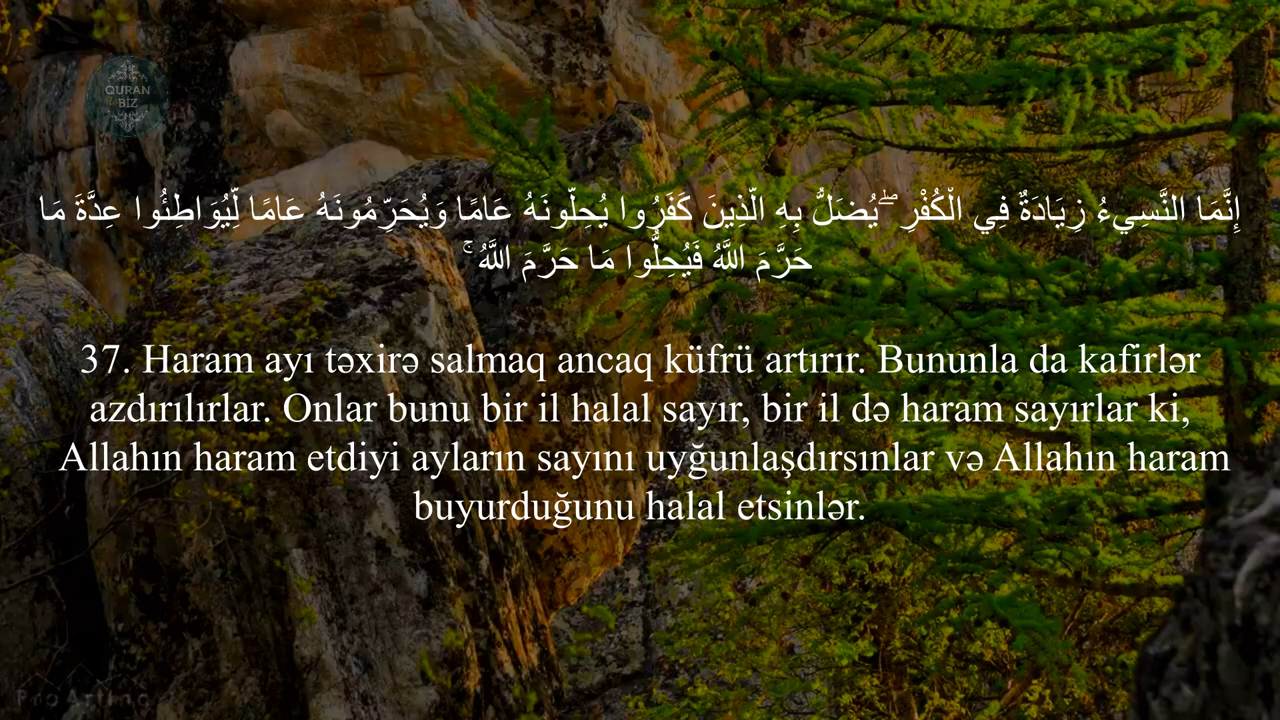 QURAN
BİZ
إِنَّمَا النَّسِيءُ زِيَادَةٌ فِي الْكُفْرِ ۖ يُضَلُّ بِهِ الَّذِينَ كَفَرُوا يُحِلُّونَهُ عَامًا وَيُحَرِّمُونَهُ عَامًا لِّيُوَاطِئُوا عِدَّةَ مَا
حَرَّمَ اللَّهُ فَيُحِلُّوا مَا حَرَّمَ اللَّهُ ۚ
37. Haram ayı təxirə salmaq ancaq küfrü artırır. Bununla da kafirlər
azdırılırlar. Onlar bunu bir il halal sayır, bir il də haram sayırlar ki,
Allahın haram etdiyi ayların sayını uyğunlaşdırsınlar və Allahın haram
buyurduğunu halal etsinlər.